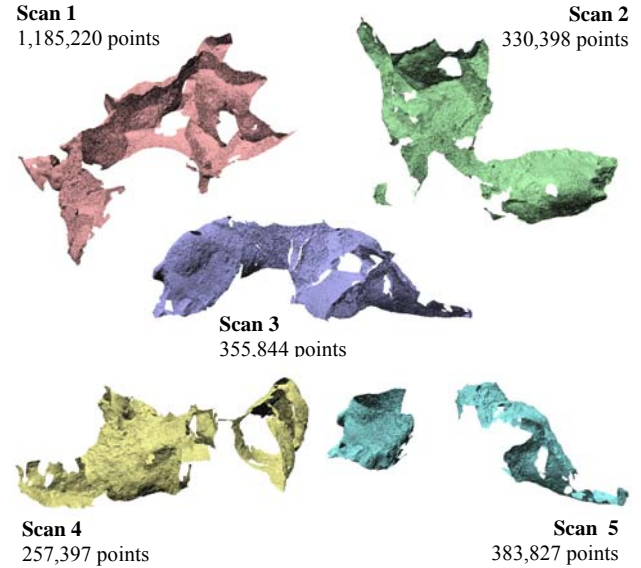 Scan 1
1,185,220 points
Scan 2
330,398 points
Scan 3
355,844 points
Scan 4
257,397 points
Scan 5
383,827 points